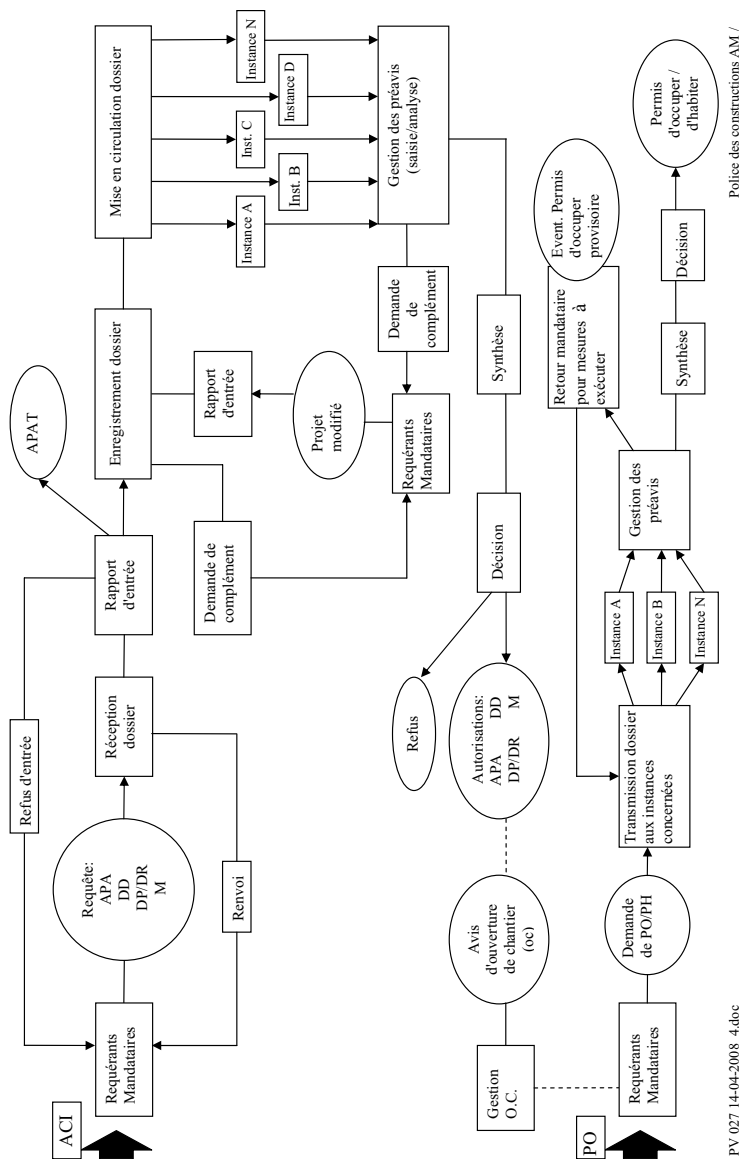 ACI
Requérants
Mandataires
Requête:
APA
DD
DP/DR
M
Refus d'entrée
Renvoi
Réception
dossier
Rapport
d'entrée
APAT
Enregistrement dossier
Demande de
complément
Rapport
d'entrée
Projet
modifié
Requérants
Mandataires
Mise en circulation dossier
Instance A
Inst. B
Inst. C
Instance D
Instance N
Gestion des préavis
(saisie/analyse)
Demande
de
complément
Synthèse
Décision
Refus
Autorisations:
APA DD
DP/DR M
Avis
d'ouverture
de chantier
(oc)
Gestion
O.C.
PO
Requérants
Mandataires
Demande
de PO/PH
Transmission dossier
aux instances
concernées
Instance A
Instance B
Instance N
Gestion des
préavis
Retour mandataire
pour mesures à
exécuter
Event. Permis
d'occuper
provisoire
Synthèse
Décision
Permis
d'occuper /
d'habiter
PV 027 14-04-2008_4.doc
Police des constructions AM /